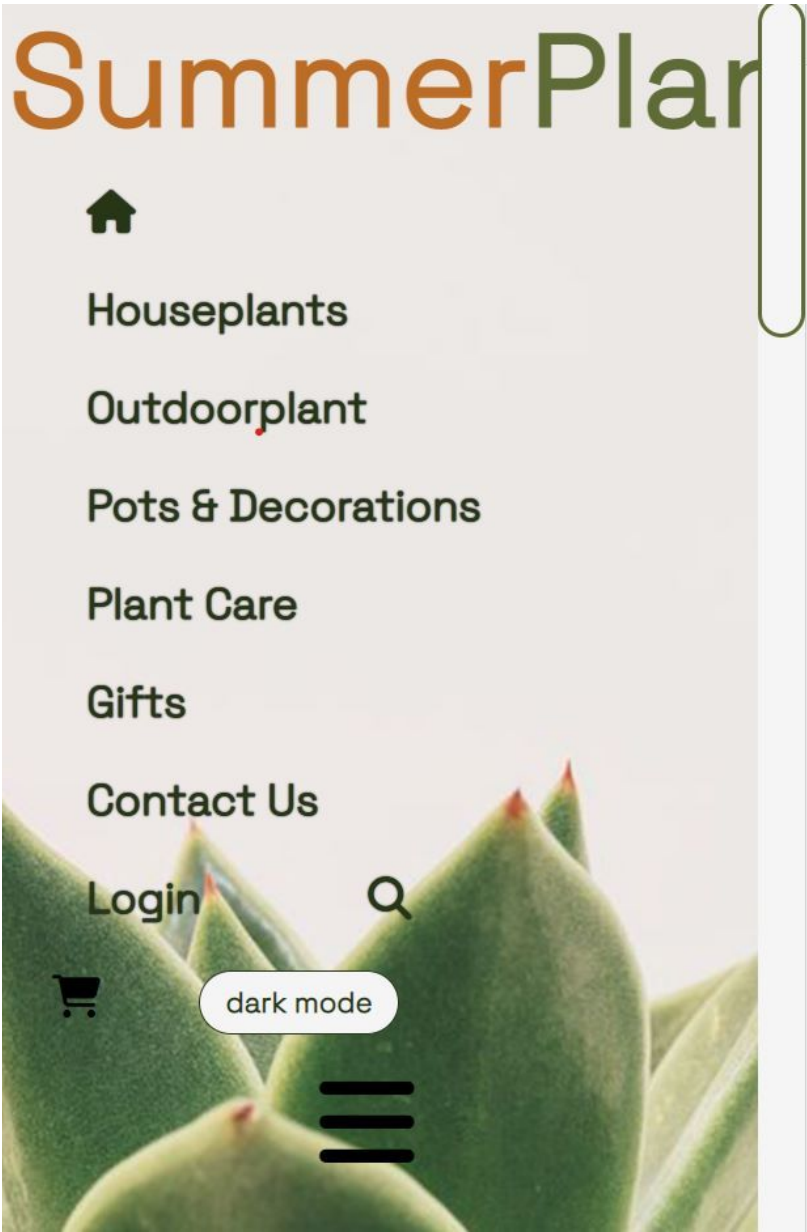 SummerPlan
Houseplants
Outdoorplant
Pots & Decorations
Plant Care
Gifts
Contact Us
Login
dark mode